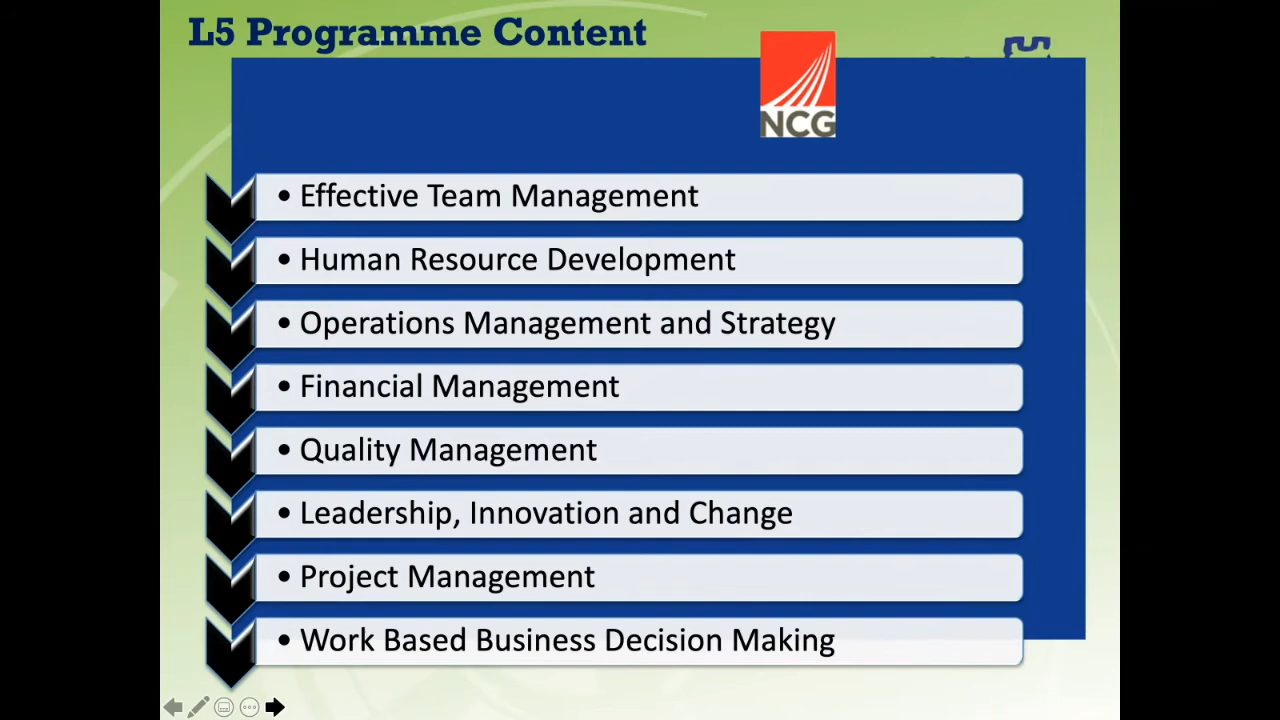 L5 Programme Content
NCG
• Effective Team Management
• Human Resource Development
• Operations Management and Strategy
• Financial Management
• Quality Management
• Leadership, Innovation and Change
• Project Management
• Work Based Business Decision Making